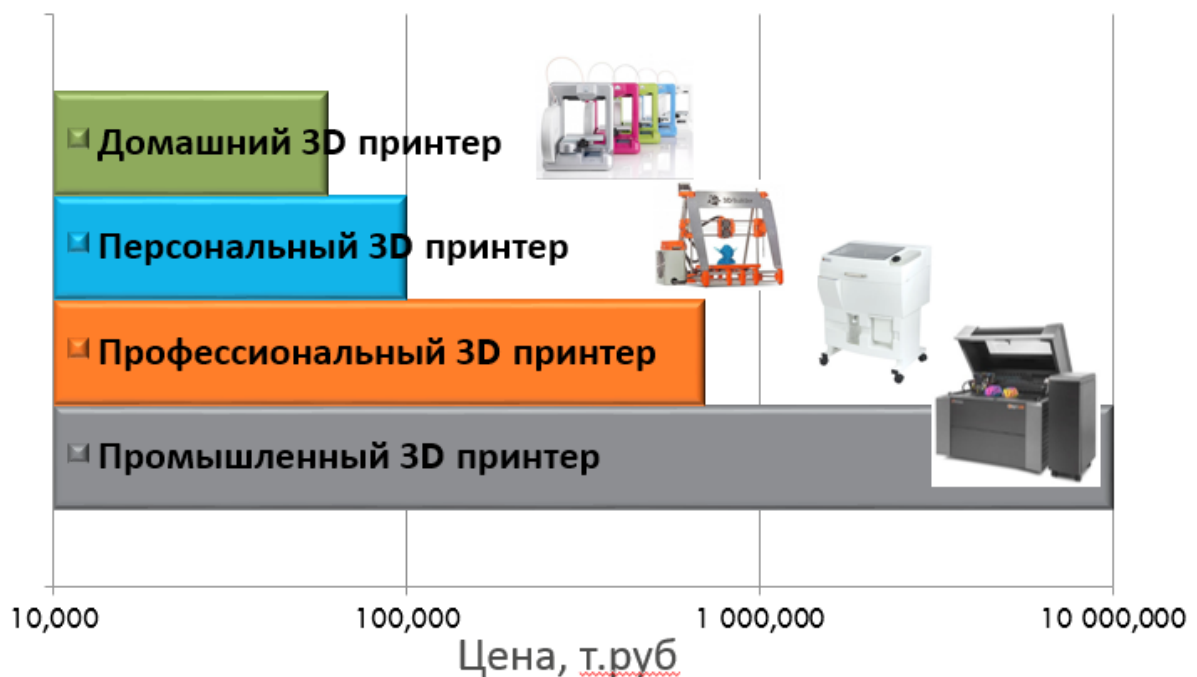 Домашний 3D принтер
Персональный 3D принтер
Профессиональный 3D принтер
Промышленный 3D принтер
10,000
100,000
1 000,000
10 000,000
Цена, т.руб